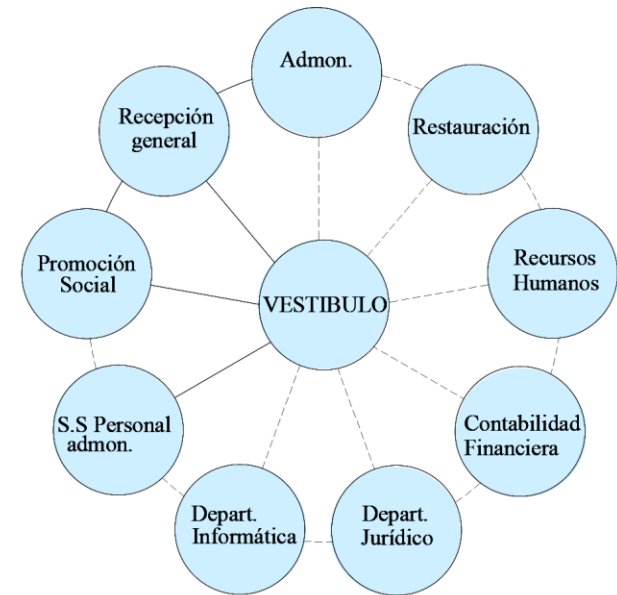 Admon.
Recepción
general
Restauración
Promoción
Social
VESTIBULO
Recursos
Humanos
S.S Personal
admon.
Contabilidad
Financiera
Depart.
Informática
Depart.
Jurídico